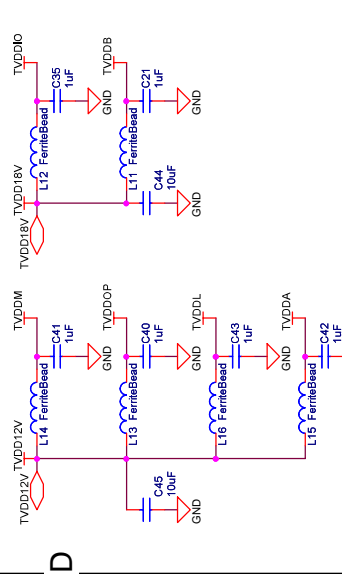 TVDDIO
C35
1uF
GND
L12 FerriteBead
TVDD18V
TVDD18V
TVDDB
C21
1uF
GND
L11 FerriteBead
C44
10uF
GND
TVDDM
C41
1uF
GND
L14 FerriteBead
TVDD12V
TVDD12V
TVDDOP
C40
1uF
GND
L13 FerriteBead
C45
10uF
GND
TVDDL
C43
1uF
GND
L16 FerriteBead
TVDDA
C42
1uF
L15 FerriteBead
D